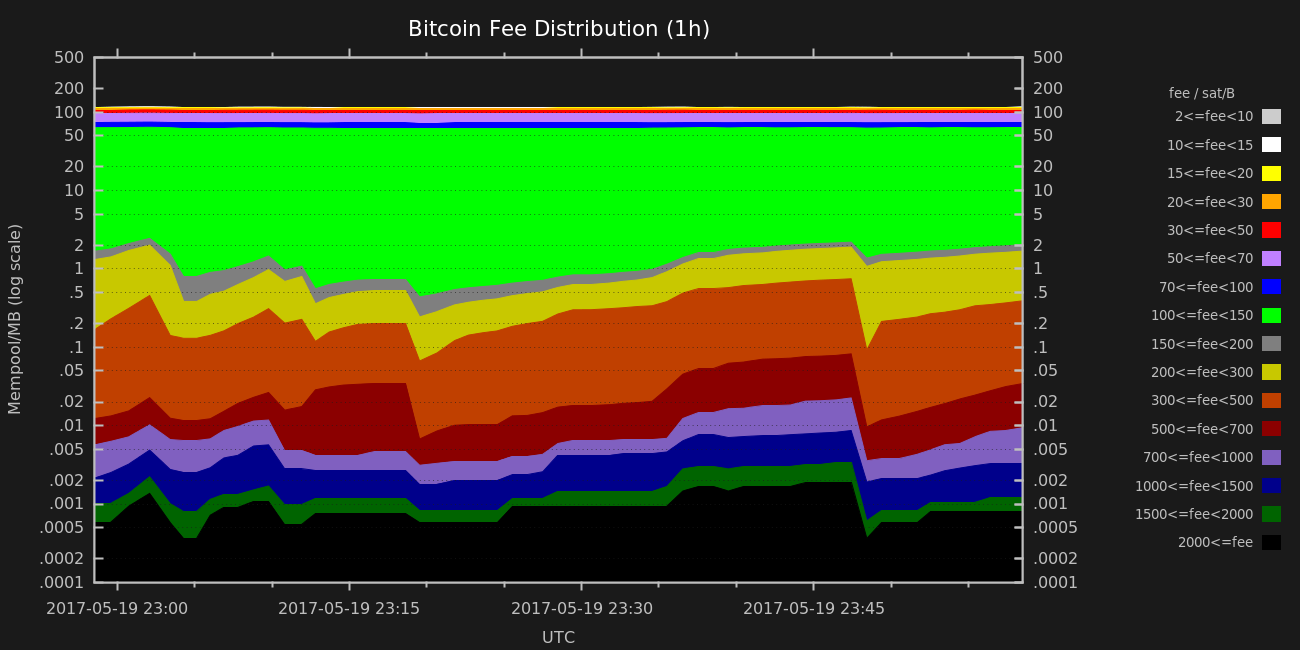 Bitcoin Fee Distribution (1h)
Mempool/MB (log scale)
500
200
100
50
20
10
5
2
1
.5
.2
.1
.05
.02
.01
.005
.002
.001
.0005
.0002
.0001
500
200
100
50
20
10
5
2
1
.5
.2
.1
.05
.02
.01
.005
.002
.001
.0005
.0002
.0001
2017-05-19 23:00
2017-05-19 23:15
2017-05-19 23:30
2017-05-19 23:45
UTC
fee / sat/B
2<=fee<10
10<=fee<15
15<=fee<20
20<=fee<30
30<=fee<50
50<=fee<70
70<=fee<100
100<=fee<150
150<=fee<200
200<=fee<300
300<=fee<500
500<=fee<700
700<=fee<1000
1000<=fee<1500
1500<=fee<2000
2000<=fee